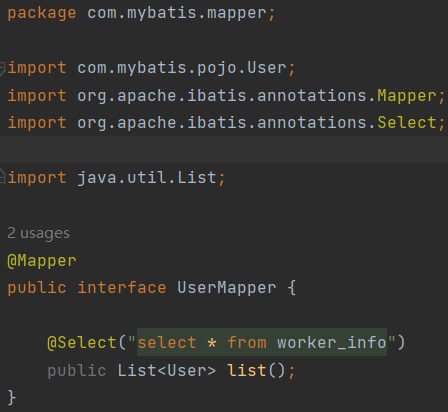 package com.mybatis.mapper;
import com.mybatis.pojo.User;
import org.apache.ibatis.annotations.Mapper;
import org.apache.ibatis.annotations.Select;
import java.util.List;
2 usages
@Mapper
public interface UserMapper {
@Select("select * from worker_info")
public List<User> list();
}